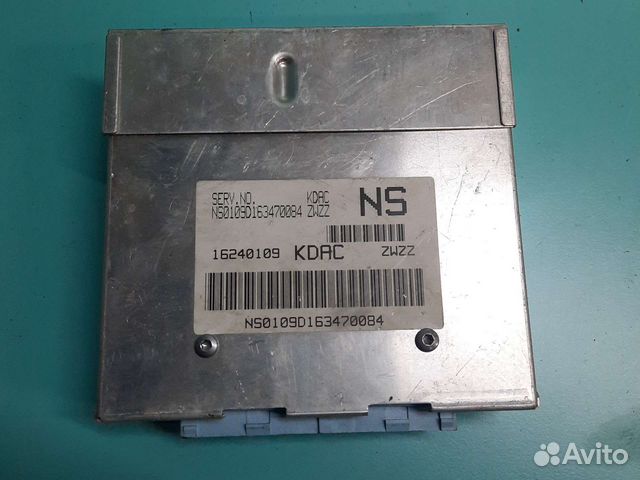 SERV.NO. KDAC
NS0109D163470084 ZWZZ NS
16240109 KDAC ZWZZ
NS0109D163470084
Avito